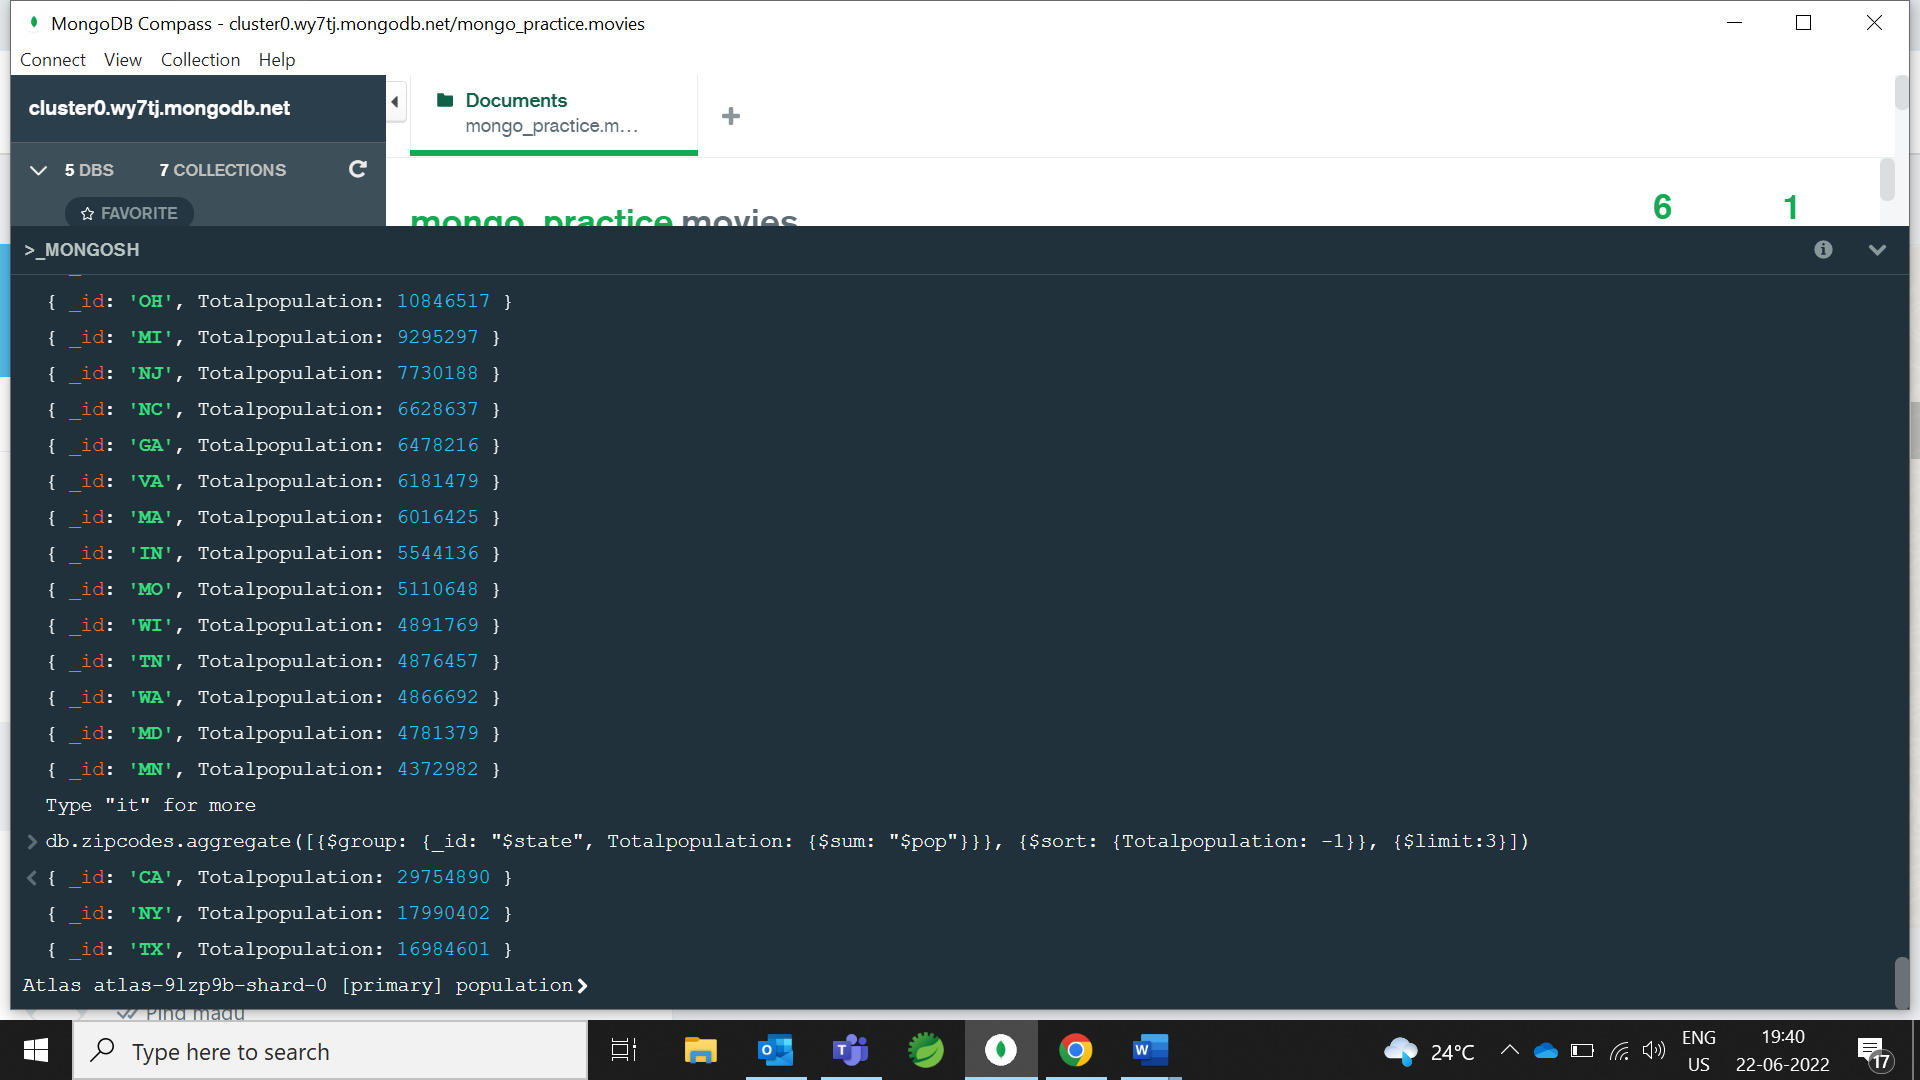 MongoDB Compass - cluster0.wy7tj.mongodb.net/mongo_practice.movies
Connect View Collection Help
cluster0.wy7tj.mongodb.net
Documents
mongo_practice.m...
5 DBS 7 COLLECTIONS
FAVORITE
mongo_practice.movies
6 1
>_MONGOSH
{ _id: 'OH', Totalpopulation: 10846517 }
{ _id: 'MI', Totalpopulation: 9295297 }
{ _id: 'NJ', Totalpopulation: 7730188 }
{ _id: 'NC', Totalpopulation: 6628637 }
{ _id: 'GA', Totalpopulation: 6478216 }
{ _id: 'VA', Totalpopulation: 6181479 }
{ _id: 'MA', Totalpopulation: 6016425 }
{ _id: 'IN', Totalpopulation: 5544136 }
{ _id: 'MO', Totalpopulation: 5110648 }
{ _id: 'WI', Totalpopulation: 4891769 }
{ _id: 'TN', Totalpopulation: 4876457 }
{ _id: 'WA', Totalpopulation: 4866692 }
{ _id: 'MD', Totalpopulation: 4781379 }
{ _id: 'MN', Totalpopulation: 4372982 }
Type "it" for more
> db.zipcodes.aggregate([{$group: {_id: "$state", Totalpopulation: {$sum: "$pop"}}}, {$sort: {Totalpopulation: -1}}, {$limit:3}])
< { _id: 'CA', Totalpopulation: 29754890 }
{ _id: 'NY', Totalpopulation: 17990402 }
{ _id: 'TX', Totalpopulation: 16984601 }
Atlas atlas-9lzp9b-shard-0 [primary] population>
Type here to search
24°C
ENG
US
19:40
22-06-2022
17